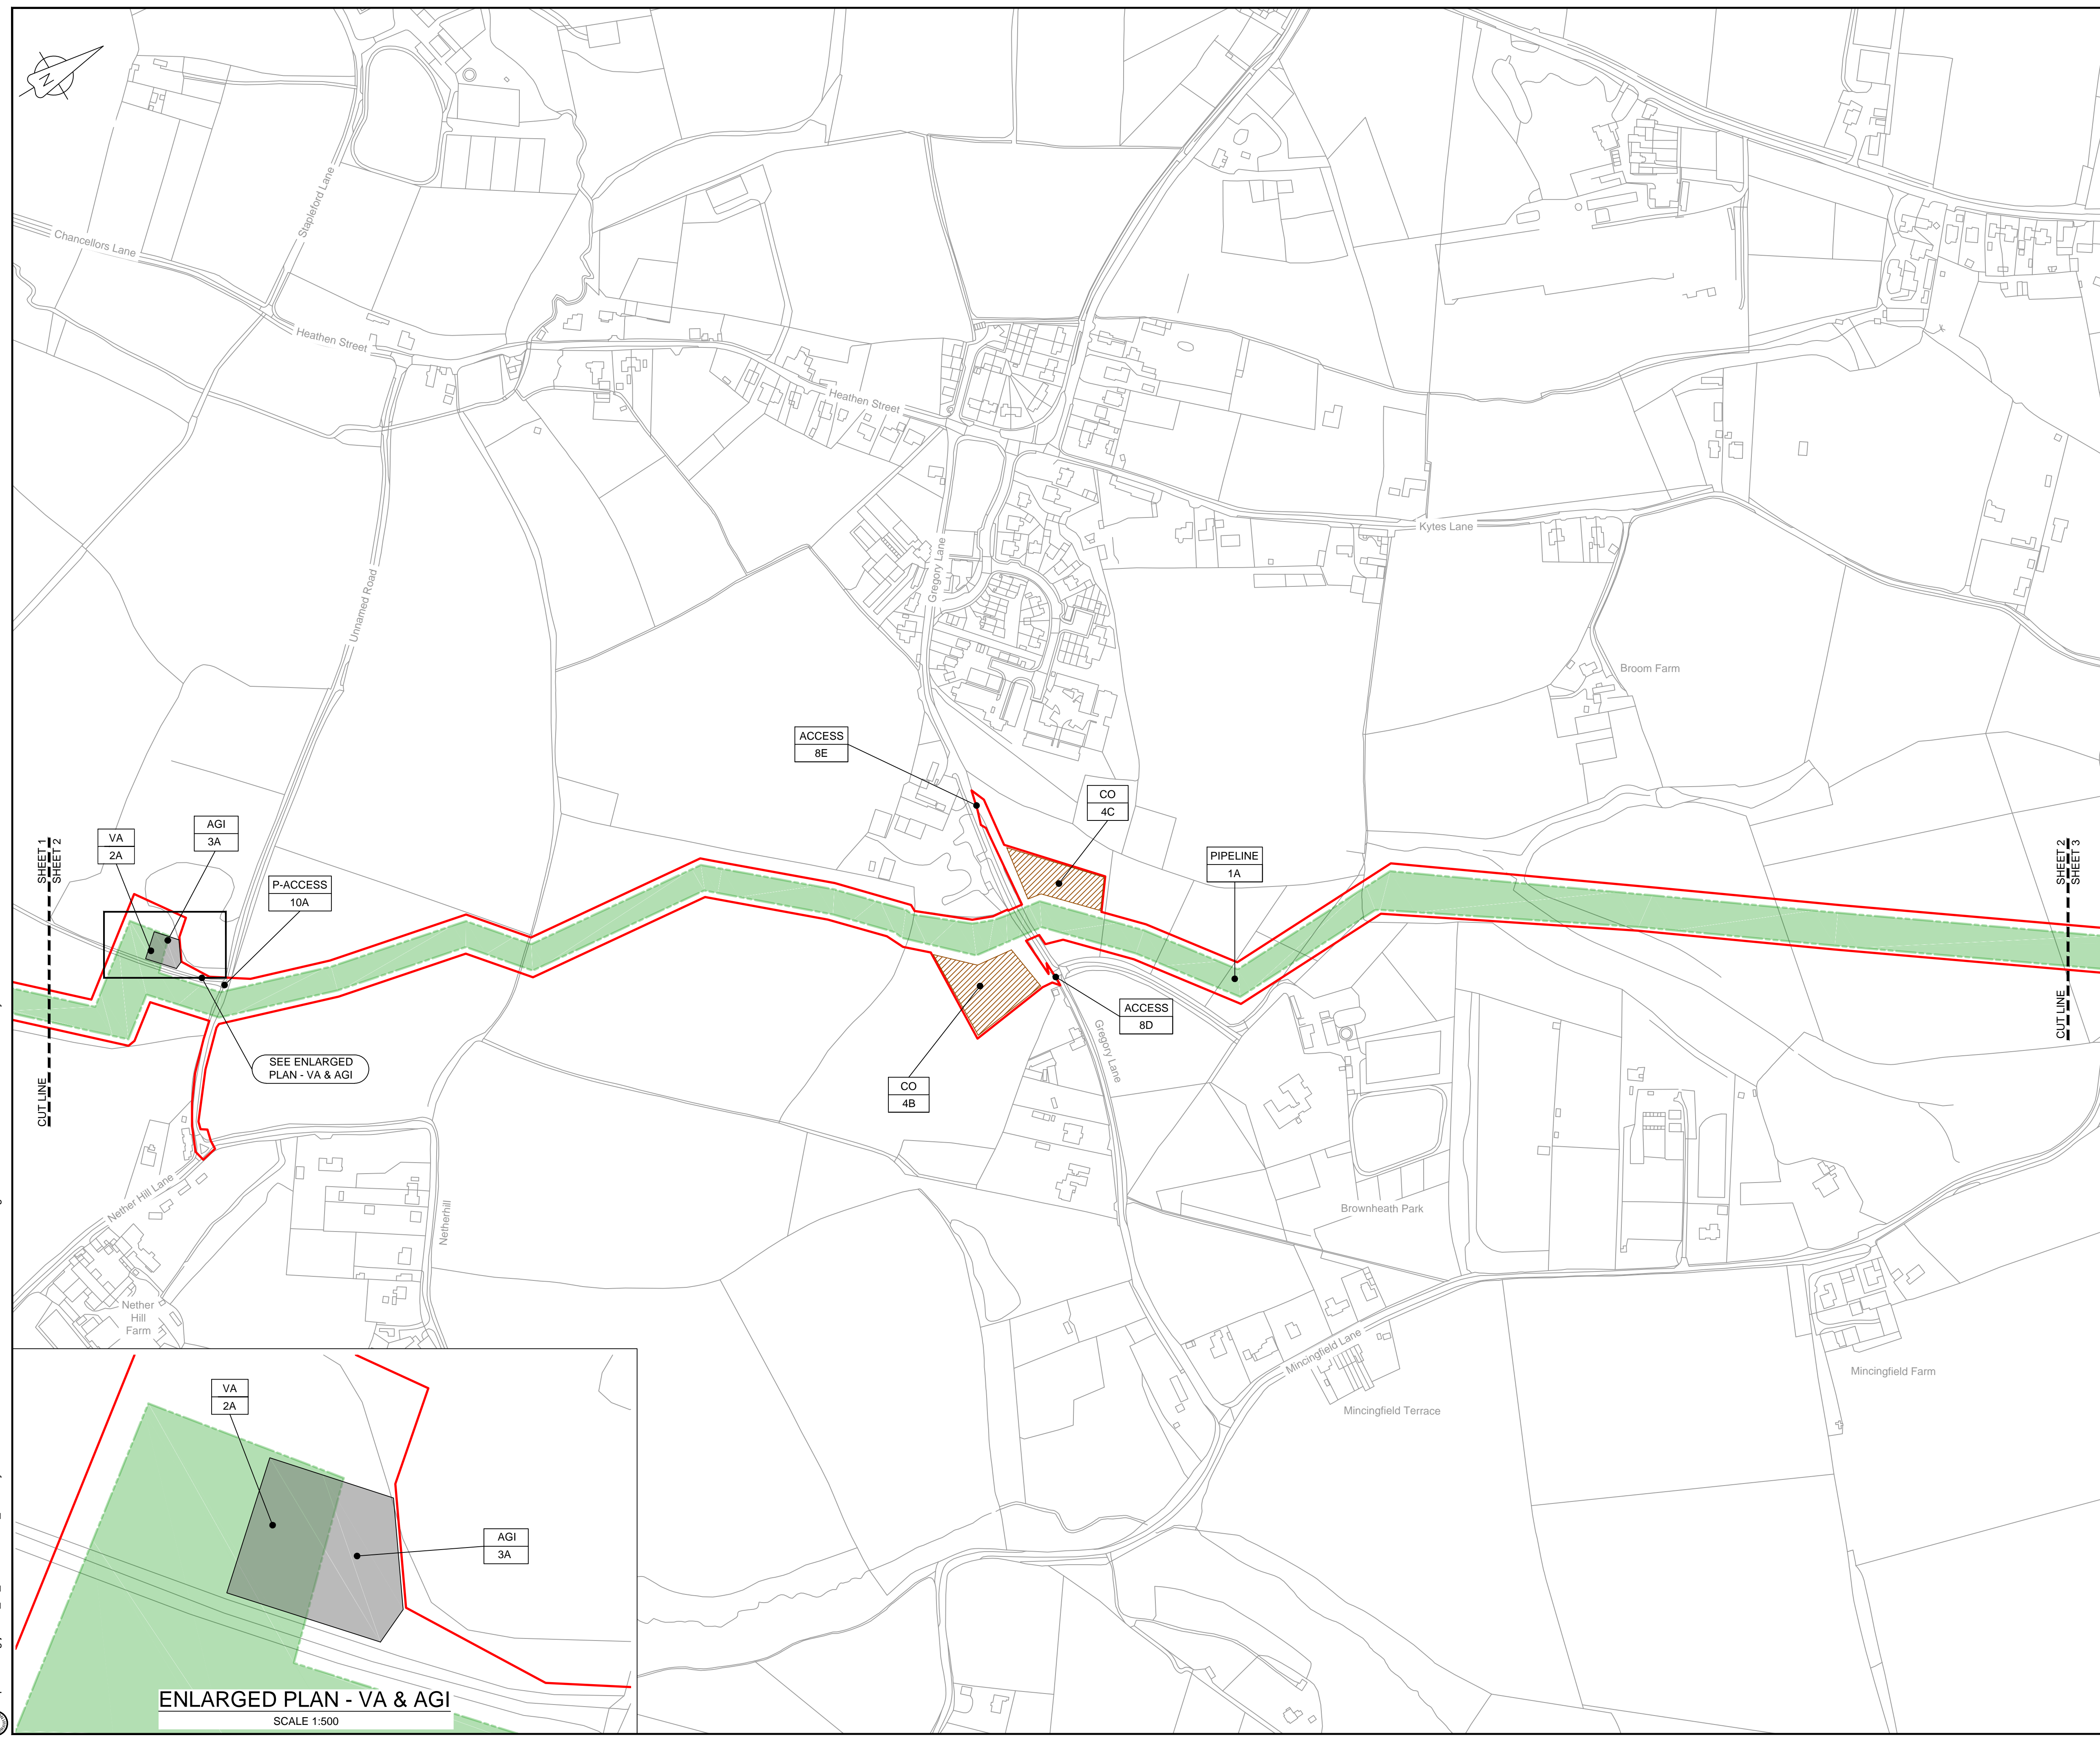 N
Stapleford Lane
Chancellors Lane
Heathen Street
Heathen Street
Kytes Lane
Gregory Lane
Unnamed Road
Broom Farm
ACCESS
8E
CO
4C
AGI
3A
VA
2A
SHEET 1
SHEET 2
PIPELINE
1A
SHEET 2
SHEET 3
P-ACCESS
10A
ACCESS
8D
CUT LINE
Gregory Lane
SEE ENLARGED
PLAN - VA & AGI
CO
4B
CUT LINE
Nether Hill Lane
Netherhill
Brownheath Park
Nether
Hill
Farm
Mincingfield Lane
Mincingfield Farm
Mincingfield Terrace
VA
2A
AGI
3A
ENLARGED PLAN - VA & AGI
SCALE 1:500